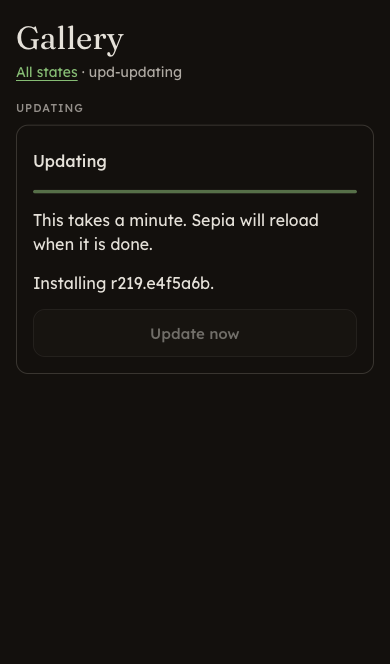 Gallery
All states · upd-updating
UPDATING
Updating
This takes a minute. Sepia will reload
when it is done.
Installing r219.e4f5a6b.
Update now